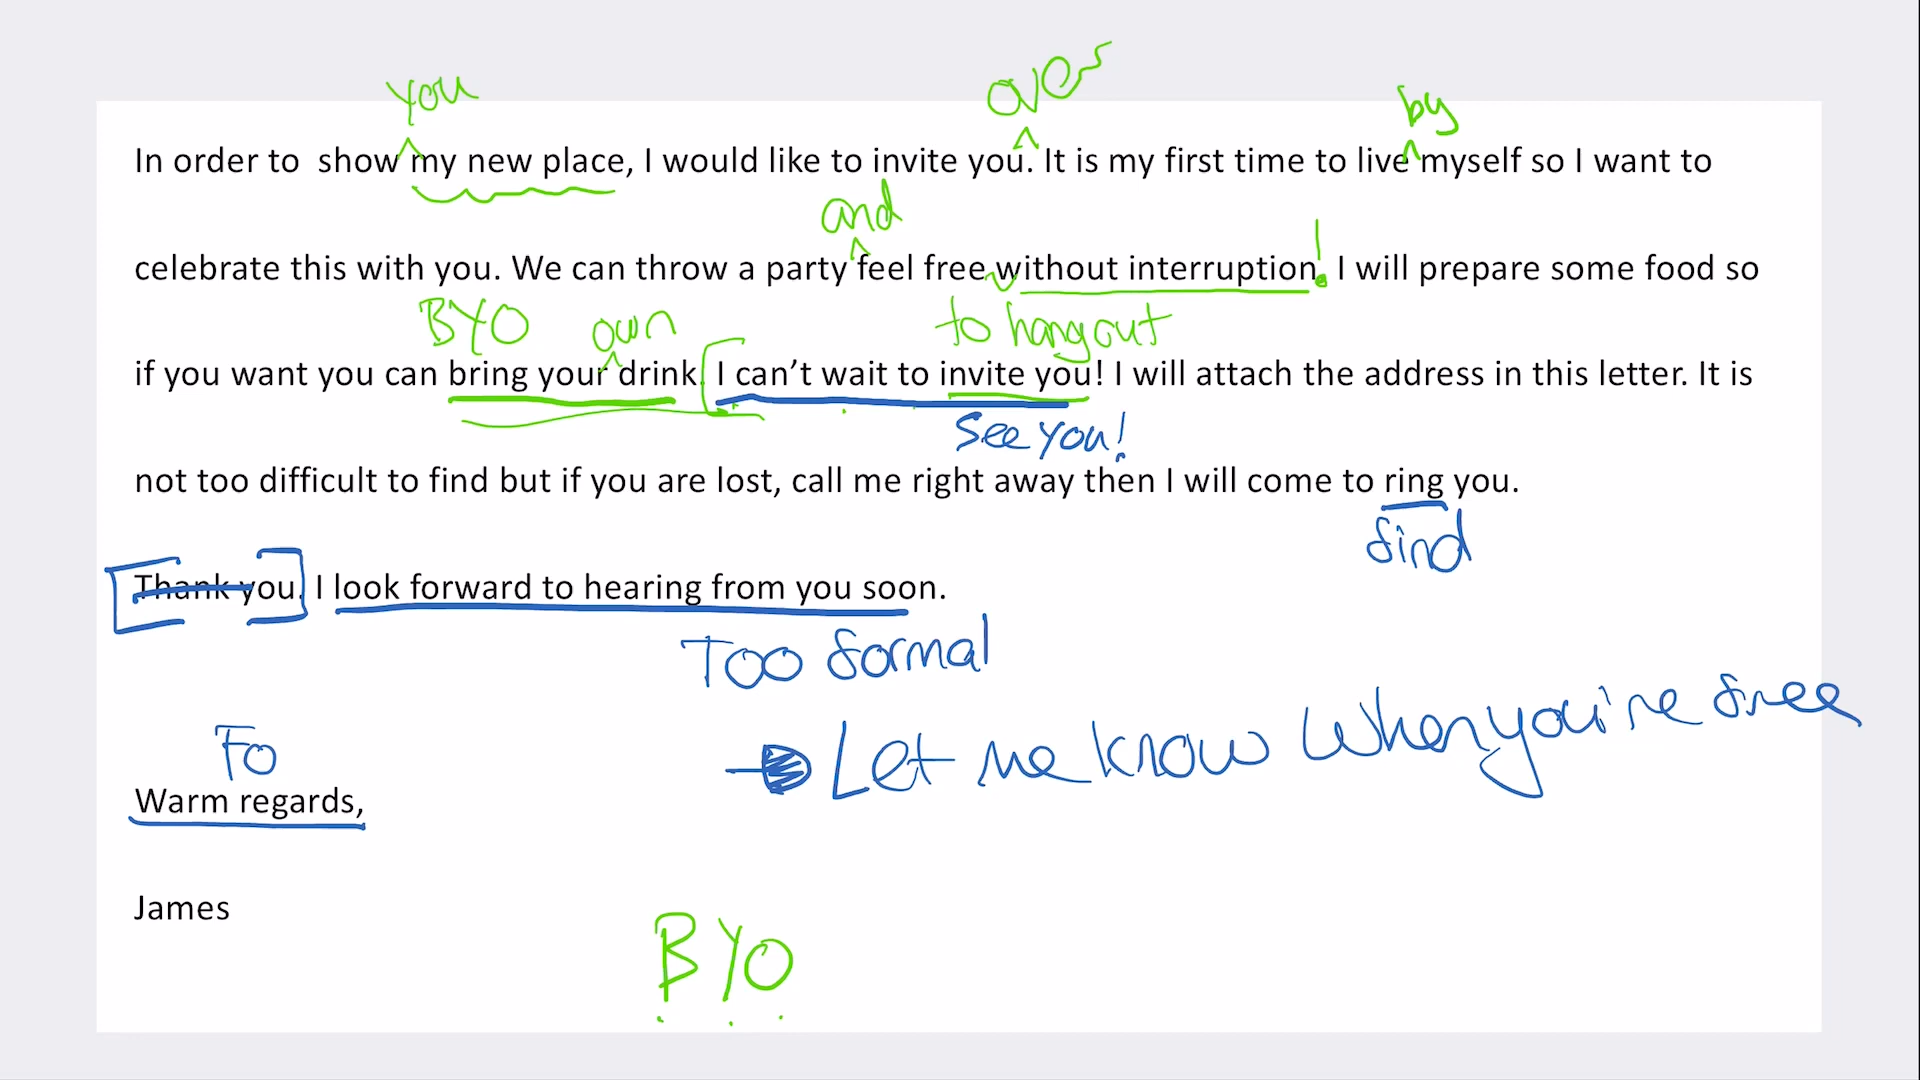 you over by
In order to show my new place, I would like to invite you. It is my first time to live myself so I want to
and
celebrate this with you. We can throw a party feel free without interruption! I will prepare some food so
BYO own to hang out
if you want you can bring your drink. I can't wait to invite you! I will attach the address in this letter. It is
See you!
not too difficult to find but if you are lost, call me right away then I will come to ring you.
find
Thank you. I look forward to hearing from you soon.
Too formal
Let me know when you're free
Fo
Warm regards,
James
BYO